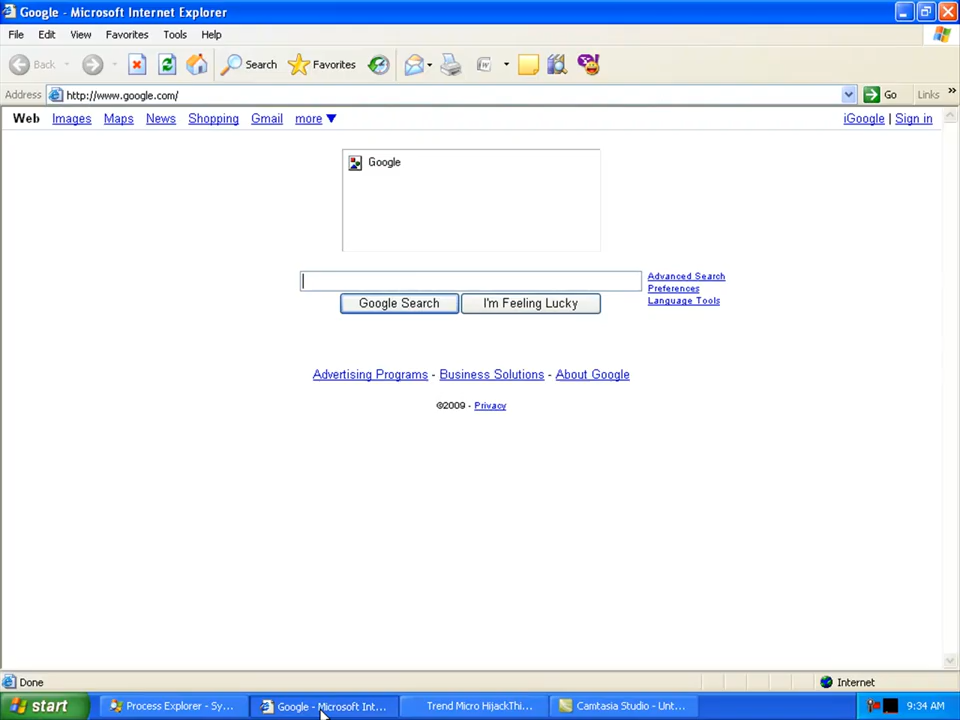 Google - Microsoft Internet Explorer
File Edit View Favorites Tools Help
Back Search Favorites
Address http://www.google.com/ Go Links »
Web Images Maps News Shopping Gmail more ▼ iGoogle | Sign in
Google
Advanced Search
Preferences
Language Tools
Google Search I'm Feeling Lucky
Advertising Programs - Business Solutions - About Google
©2009 - Privacy
Done Internet
start Process Explorer - Sy... Google - Microsoft Int... Trend Micro HijackThi... Camtasia Studio - Unt... 9:34 AM